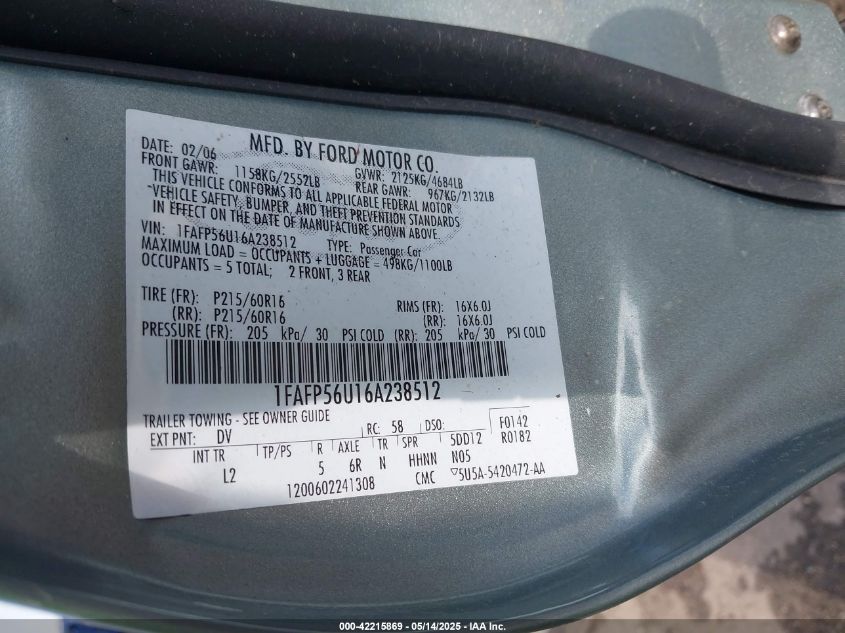 MFD. BY FORD MOTOR CO.
DATE: 02/06 GVWR: 2125KG/4684LB
FRONT GAWR: 1158KG/2552LB REAR GAWR: 967KG/2132LB
THIS VEHICLE CONFORMS TO ALL APPLICABLE FEDERAL MOTOR
VEHICLE SAFETY, BUMPER, AND THEFT PREVENTION STANDARDS
IN EFFECT ON THE DATE OF MANUFACTURE SHOWN ABOVE.
VIN: 1FAFP56U16A238512 TYPE: Passenger Car
MAXIMUM LOAD = OCCUPANTS + LUGGAGE = 498KG/1100LB
OCCUPANTS = 5 TOTAL; 2 FRONT, 3 REAR
TIRE (FR): P215/60R16 RIMS (FR): 16X6.0J
(RR): P215/60R16 (RR): 16X6.0J
PRESSURE (FR): 205 kPa/ 30 PSI COLD (RR): 205 kPa/ 30 PSI COLD
1FAFP56U16A238512
TRAILER TOWING - SEE OWNER GUIDE F0142
EXT PNT: DV RC: 58 DSO: R0182
INT TR TP/PS R AXLE TR SPR 5DD12
L2 5 6R N HHNN N05
1200602241308 CMC 5U5A-5420472-AA
000-42215869 - 05/14/2025 - IAA Inc.